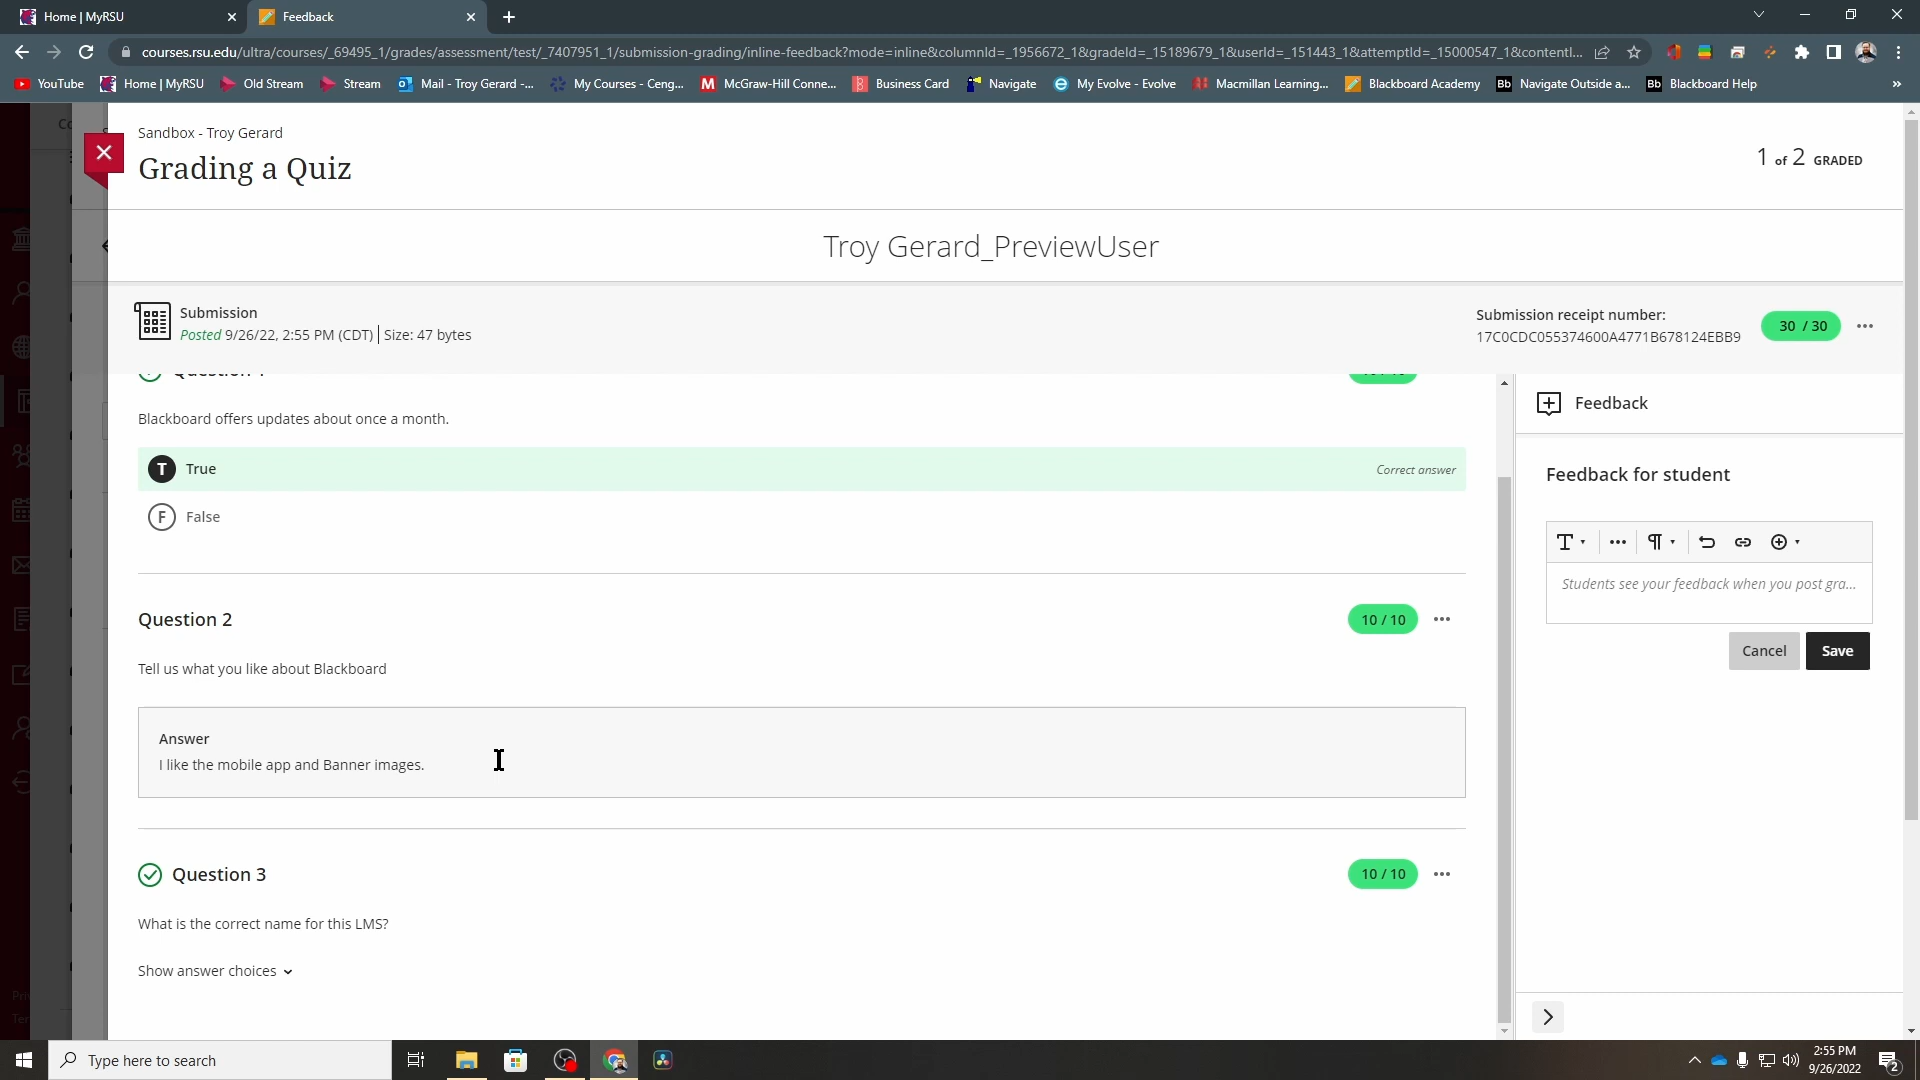 Home | MyRSU
Feedback
courses.rsu.edu/ultra/courses/_69495_1/grades/assessment/test/_7407951_1/submission-grading/inline-feedback?mode=inline&columnId=_1956672_1&gradeId=_15189679_1&userId=_151443_1&attemptId=_15000547_1&contentI...
YouTube
Home | MyRSU
Old Stream
Stream
Mail - Troy Gerard -...
My Courses - Ceng...
McGraw-Hill Conne...
Business Card
Navigate
My Evolve - Evolve
Macmillan Learning...
Blackboard Academy
Bb Navigate Outside a...
Bb Blackboard Help
»
Sandbox - Troy Gerard
Grading a Quiz
1 of 2 GRADED
Troy Gerard_PreviewUser
Submission
Posted 9/26/22, 2:55 PM (CDT) | Size: 47 bytes
Submission receipt number:
17C0CDC055374600A4771B678124EBB9
30 / 30
Blackboard offers updates about once a month.
T True
Correct answer
F False
Question 2
10 / 10
Tell us what you like about Blackboard
Answer
I like the mobile app and Banner images.
Question 3
10 / 10
What is the correct name for this LMS?
Show answer choices
Feedback
Feedback for student
Students see your feedback when you post gra...
Cancel
Save
Type here to search
2:55 PM
9/26/2022
2